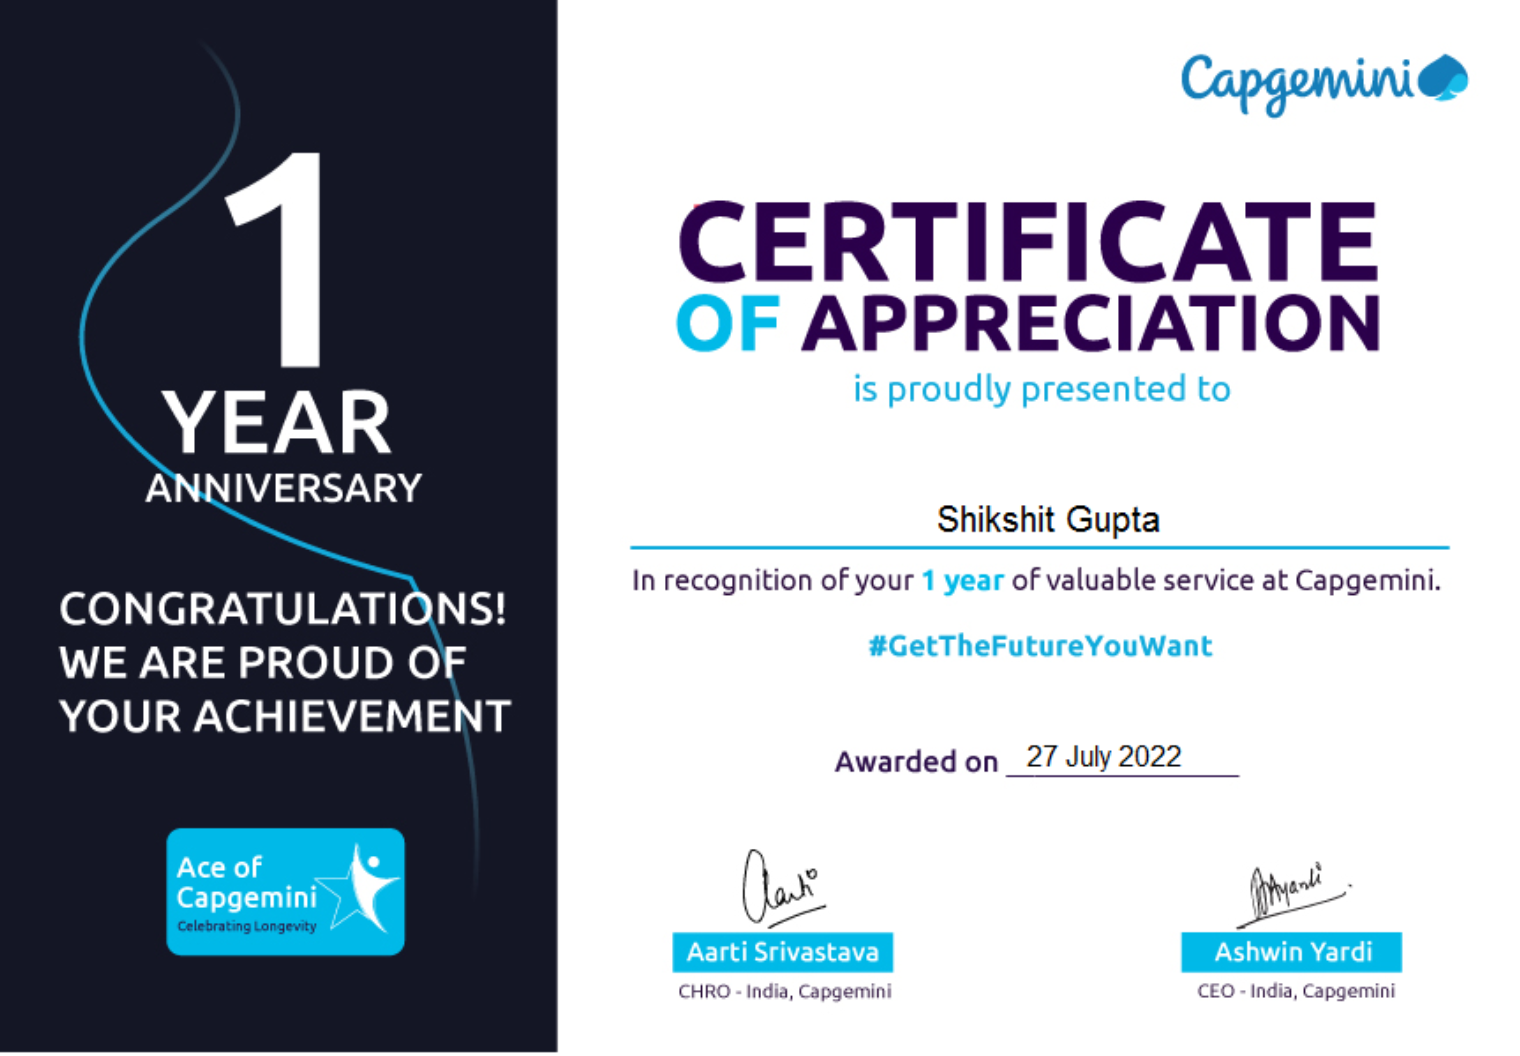 1
YEAR
ANNIVERSARY
CONGRATULATIONS!
WE ARE PROUD OF
YOUR ACHIEVEMENT
Ace of
Capgemini
Celebrating Longevity
Capgemini
CERTIFICATE
OF APPRECIATION
is proudly presented to
Shikshit Gupta
In recognition of your 1 year of valuable service at Capgemini.
#GetTheFutureYouWant
Awarded on 27 July 2022
Aarti
Aarti Srivastava
CHRO - India, Capgemini
Ashwin Yardi
CEO - India, Capgemini